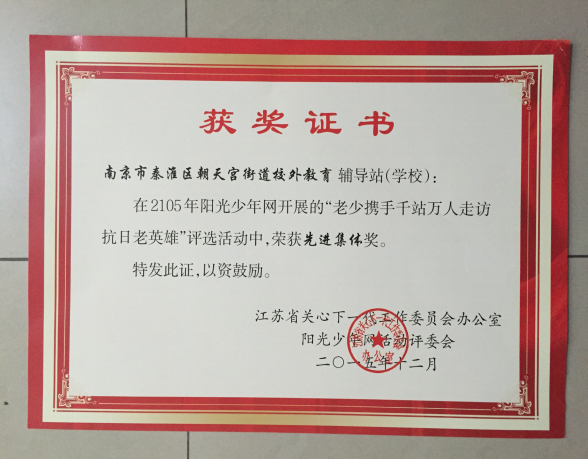 获奖证书
南京市秦淮区朝天宫街道校外教育 辅导站(学校):
在2105年阳光少年网开展的“老少携手千站万人走访
抗日老英雄”评选活动中,荣获先进集体奖。
特发此证,以资鼓励。
江苏省关心下一代工作委员会办公室
阳光少年网活动评委会
二〇一五年十二月
办公室